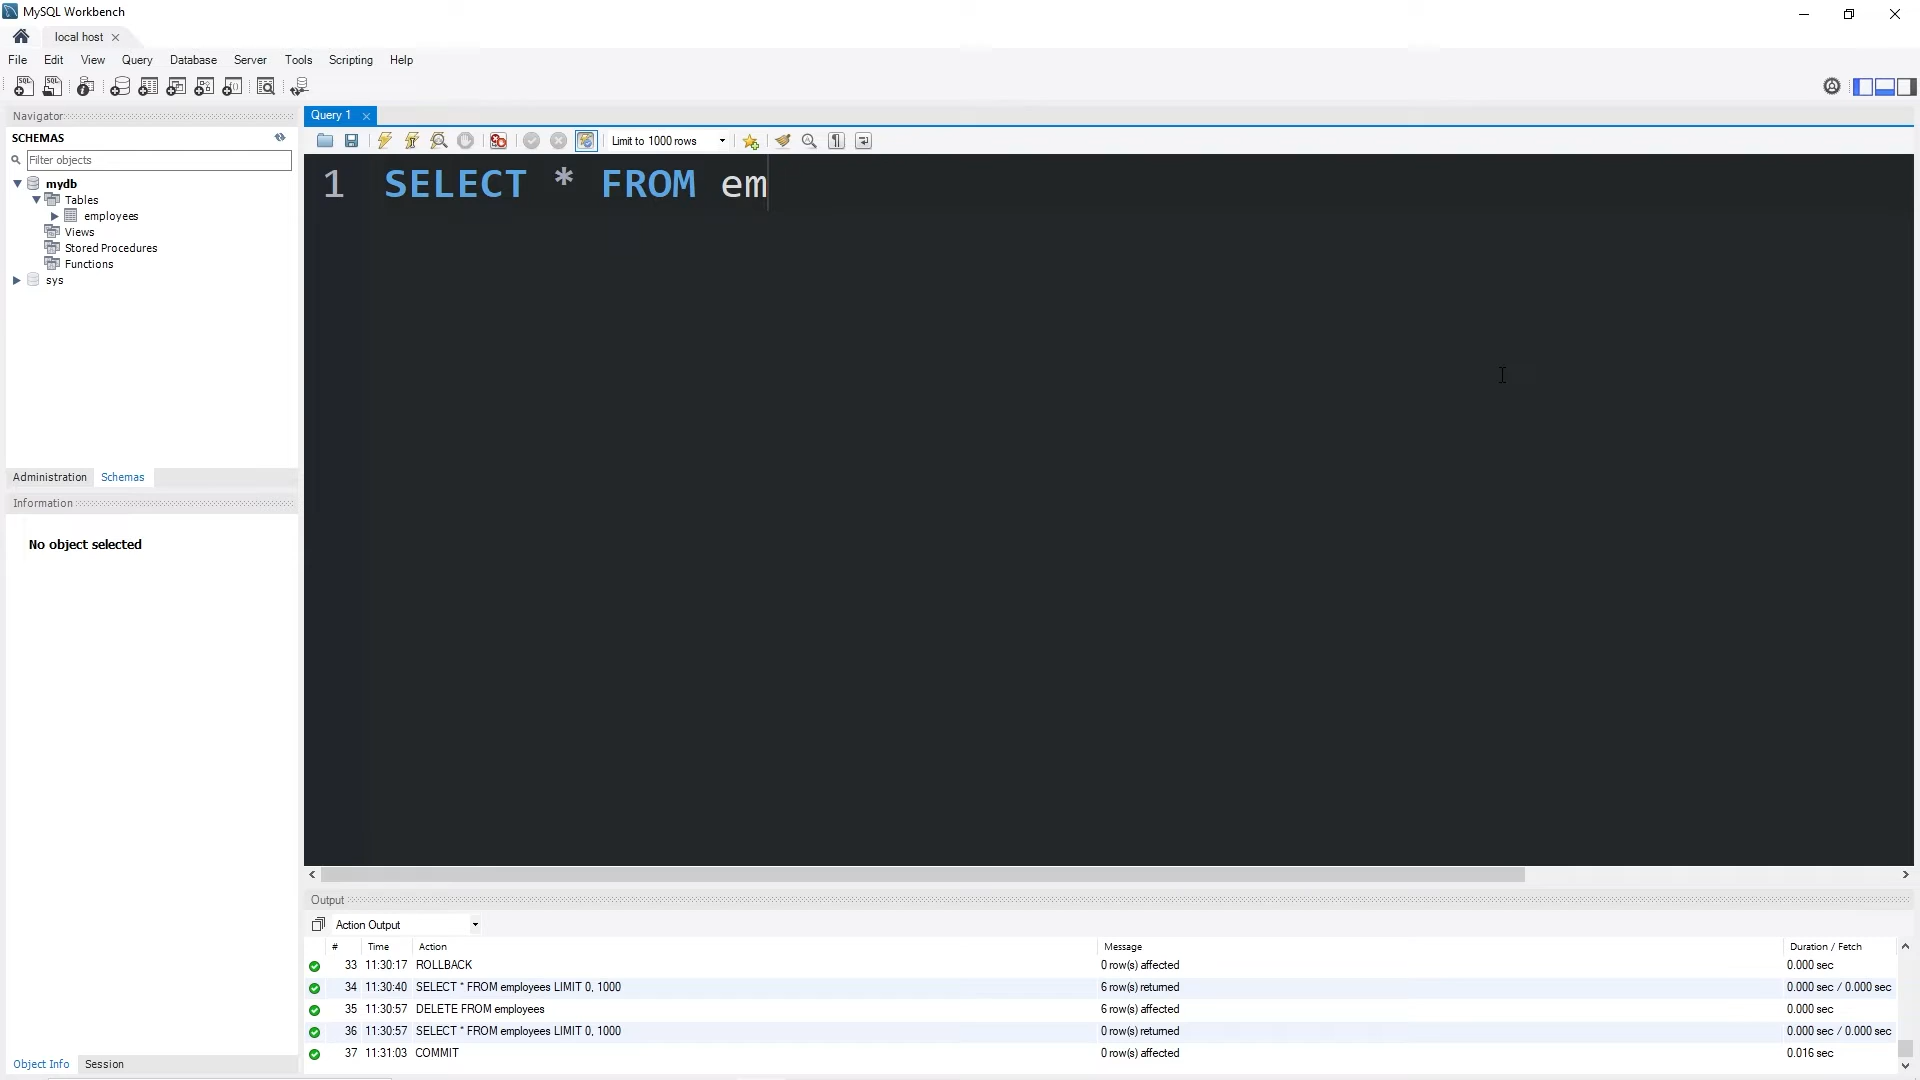 MySQL Workbench
local host
File Edit View Query Database Server Tools Scripting Help
Navigator
SCHEMAS
Filter objects
mydb
Tables
employees
Views
Stored Procedures
Functions
sys
Administration Schemas
Information
No object selected
Object Info Session
Query 1
Limit to 1000 rows
1 SELECT * FROM em
Output
Action Output
# Time Action Message Duration / Fetch
33 11:30:17 ROLLBACK 0 row(s) affected 0.000 sec
34 11:30:40 SELECT * FROM employees LIMIT 0, 1000 6 row(s) returned 0.000 sec / 0.000 sec
35 11:30:57 DELETE FROM employees 6 row(s) affected 0.000 sec
36 11:30:57 SELECT * FROM employees LIMIT 0, 1000 0 row(s) returned 0.000 sec / 0.000 sec
37 11:31:03 COMMIT 0 row(s) affected 0.016 sec